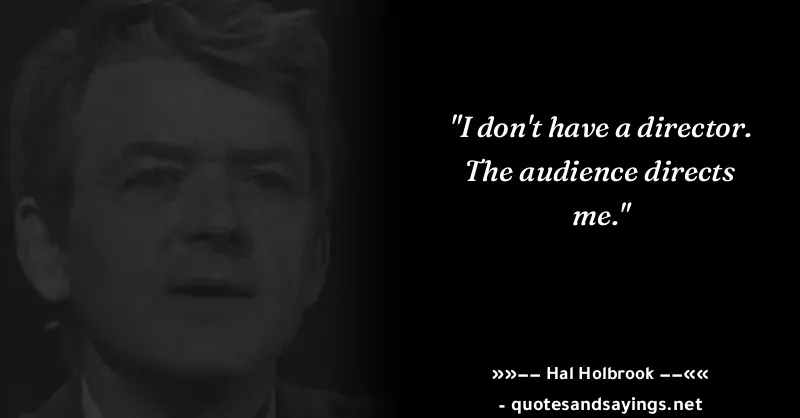 "I don't have a director.
The audience directs
me."
»»−− Hal Holbrook −−««
- quotesandsayings.net